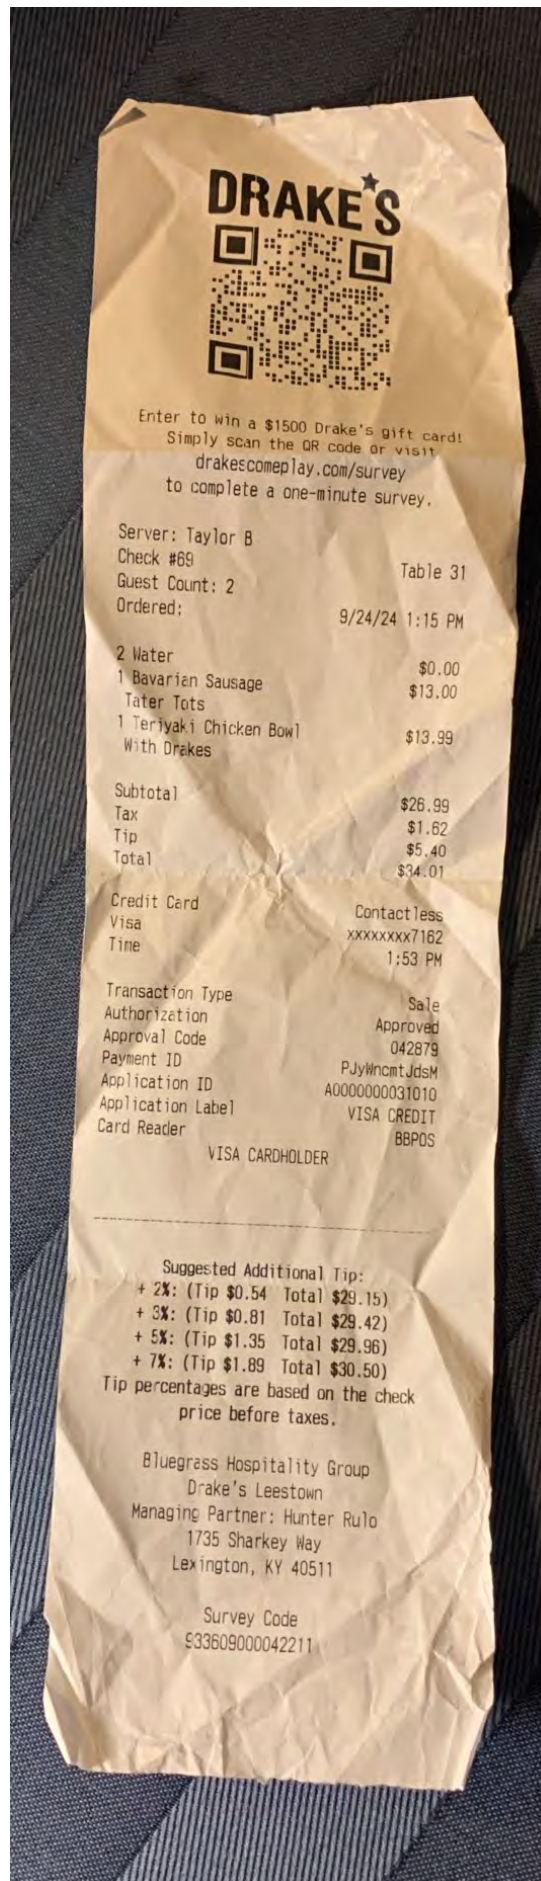 DRAKE'S
Enter to win a $1500 Drake's gift card!
Simply scan the QR code or visit
drakescomeplay.com/survey
to complete a one-minute survey.
Server: Taylor B
Check #69 Table 31
Guest Count: 2
Ordered: 9/24/24 1:15 PM
2 Water $0.00
1 Bavarian Sausage $13.00
Tater Tots
1 Teriyaki Chicken Bowl $13.99
With Drakes
Subtotal $26.99
Tax $1.62
Tip $5.40
Total $34.01
Credit Card Contactless
Visa xxxxxxxx7162
Time 1:53 PM
Transaction Type Sale
Authorization Approved
Approval Code 042879
Payment ID PJyWncmtJdsM
Application ID A0000000031010
Application Label VISA CREDIT
Card Reader BBPOS
VISA CARDHOLDER
Suggested Additional Tip:
+ 2%: (Tip $0.54 Total $29.15)
+ 3%: (Tip $0.81 Total $29.42)
+ 5%: (Tip $1.35 Total $29.96)
+ 7%: (Tip $1.89 Total $30.50)
Tip percentages are based on the check
price before taxes.
Bluegrass Hospitality Group
Drake's Leestown
Managing Partner: Hunter Rulo
1735 Sharkey Way
Lexington, KY 40511
Survey Code
933609000042211